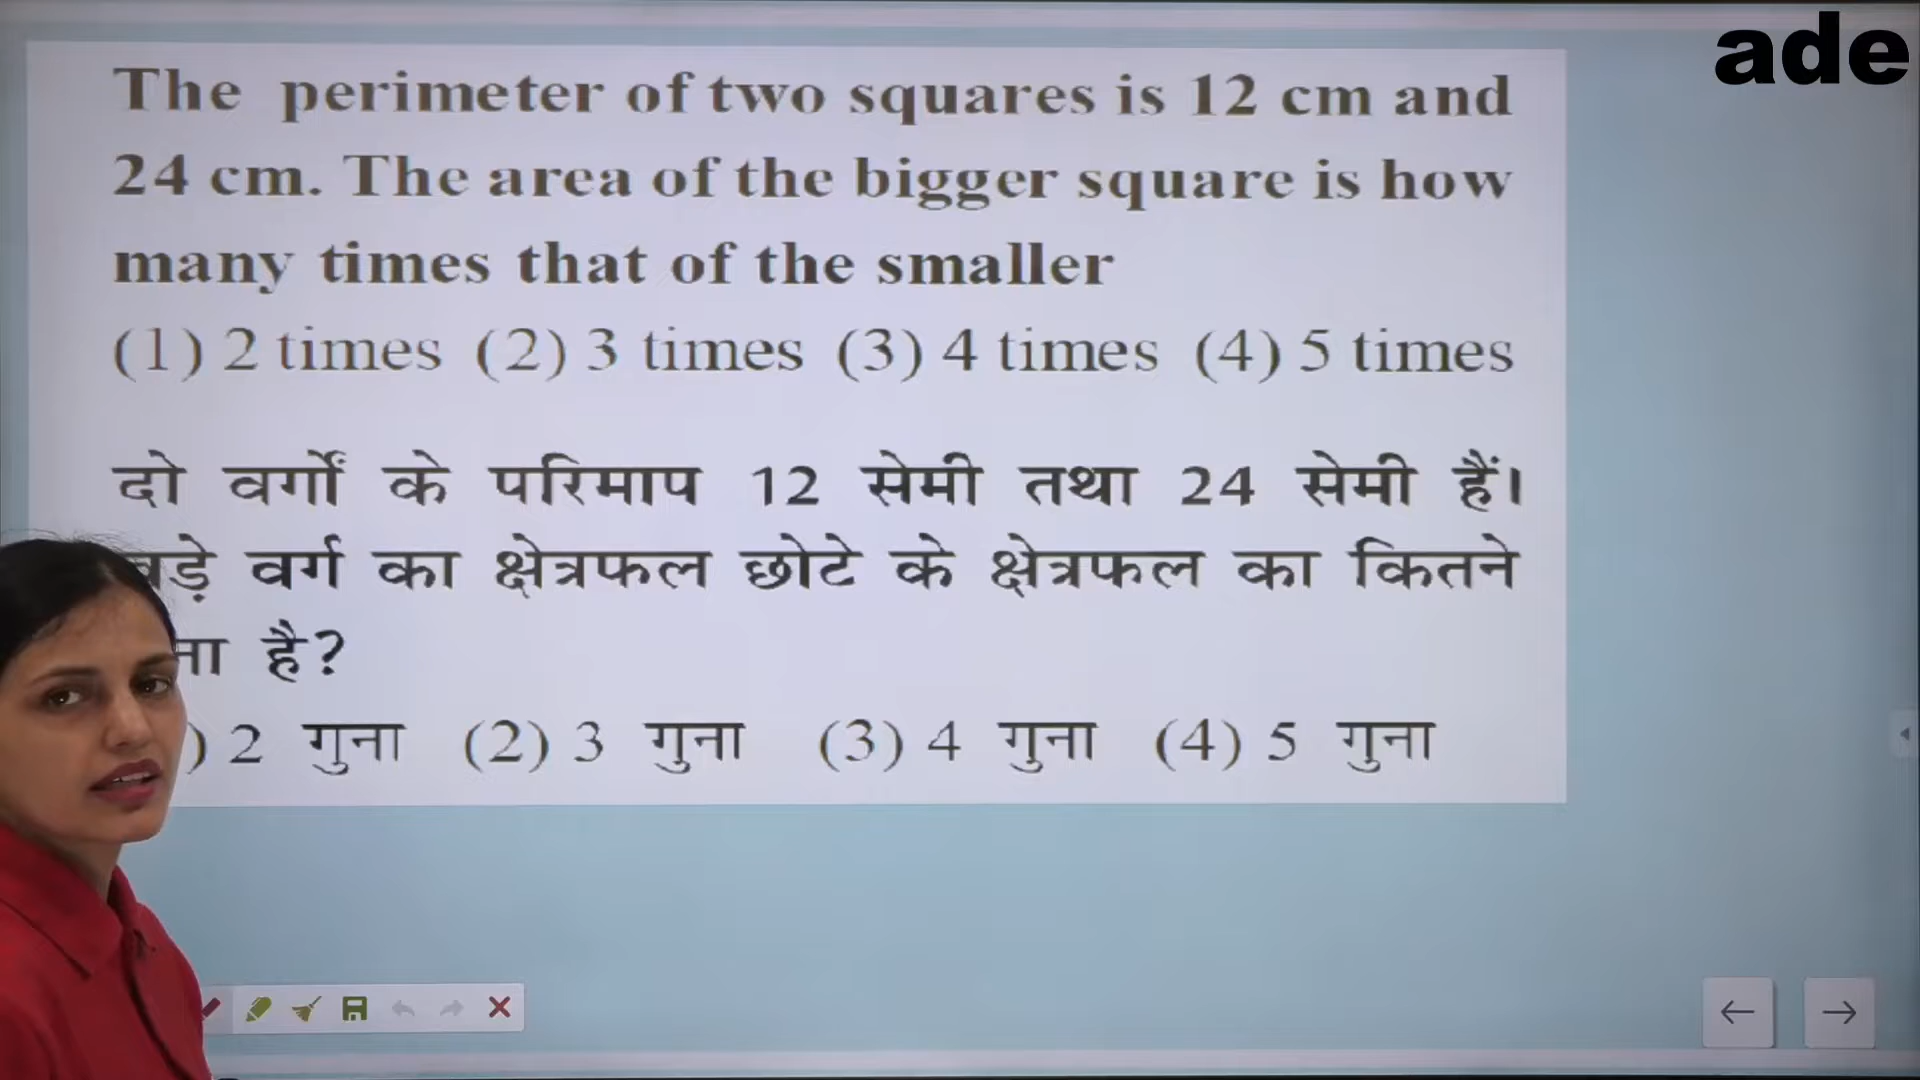 ade
The perimeter of two squares is 12 cm and
24 cm. The area of the bigger square is how
many times that of the smaller
(1) 2 times (2) 3 times (3) 4 times (4) 5 times
दो वर्गों के परिमाप 12 सेमी तथा 24 सेमी हैं।
वर्ग का क्षेत्रफल छोटे के क्षेत्रफल का कितने
है?
) 2 गुना (2) 3 गुना (3) 4 गुना (4) 5 गुना